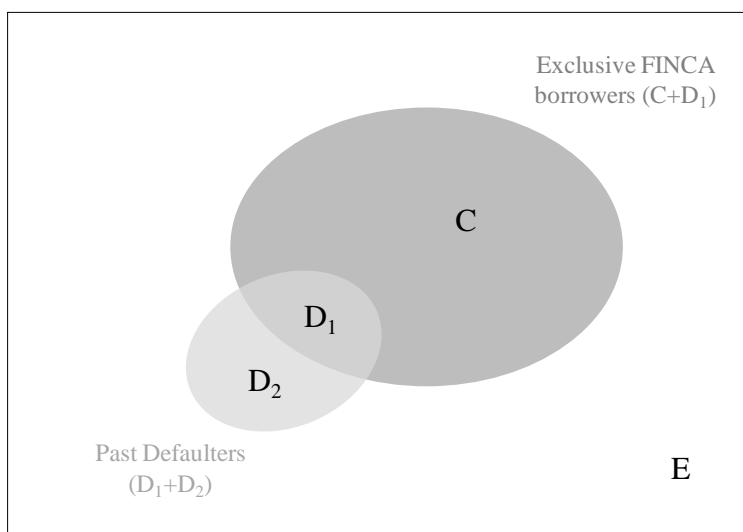 Exclusive FINCA
borrowers (C+D₁)
C
D₁
D₂
Past Defaulters
(D₁+D₂)
E